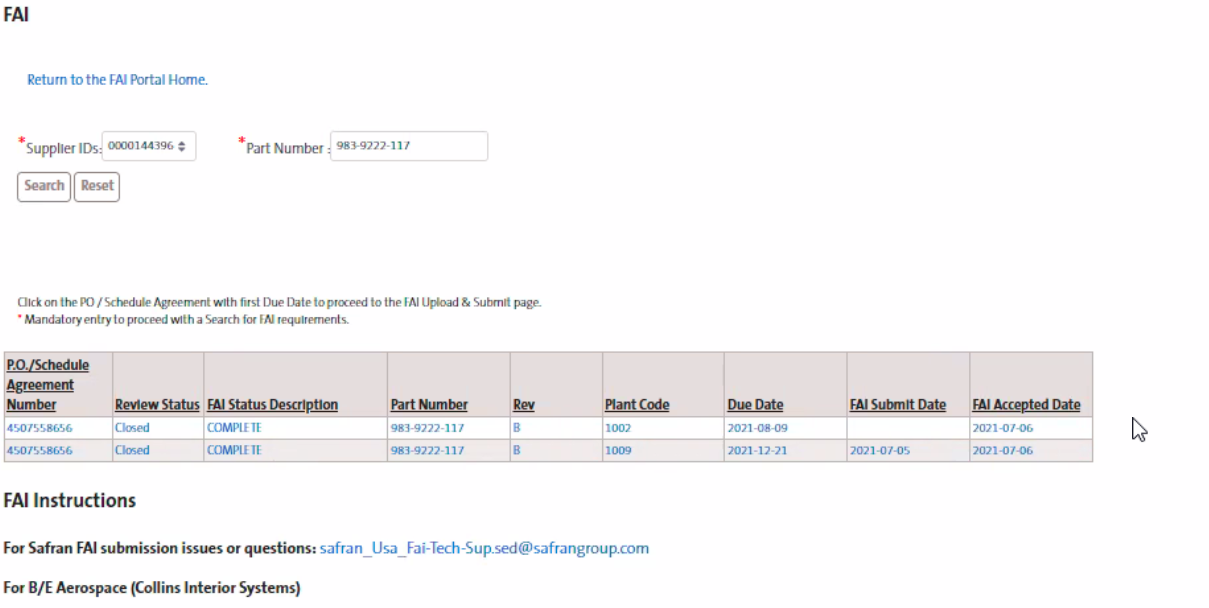 FAI
Return to the FAI Portal Home.
*Supplier IDs: 0000144396 *Part Number : 983-9222-117
Search Reset
Click on the PO / Schedule Agreement with first Due Date to proceed to the FAI Upload & Submit page.
* Mandatory entry to proceed with a Search for FAI requirements.
P.O./Schedule
Agreement
Number Review Status FAI Status Description Part Number Rev Plant Code Due Date FAI Submit Date FAI Accepted Date
4507558656 Closed COMPLETE 983-9222-117 B 1002 2021-08-09 2021-07-06
4507558656 Closed COMPLETE 983-9222-117 B 1009 2021-12-21 2021-07-05 2021-07-06
FAI Instructions
For Safran FAI submission issues or questions: safran_Usa_Fai-Tech-Sup.sed@safrangroup.com
For B/E Aerospace (Collins Interior Systems)